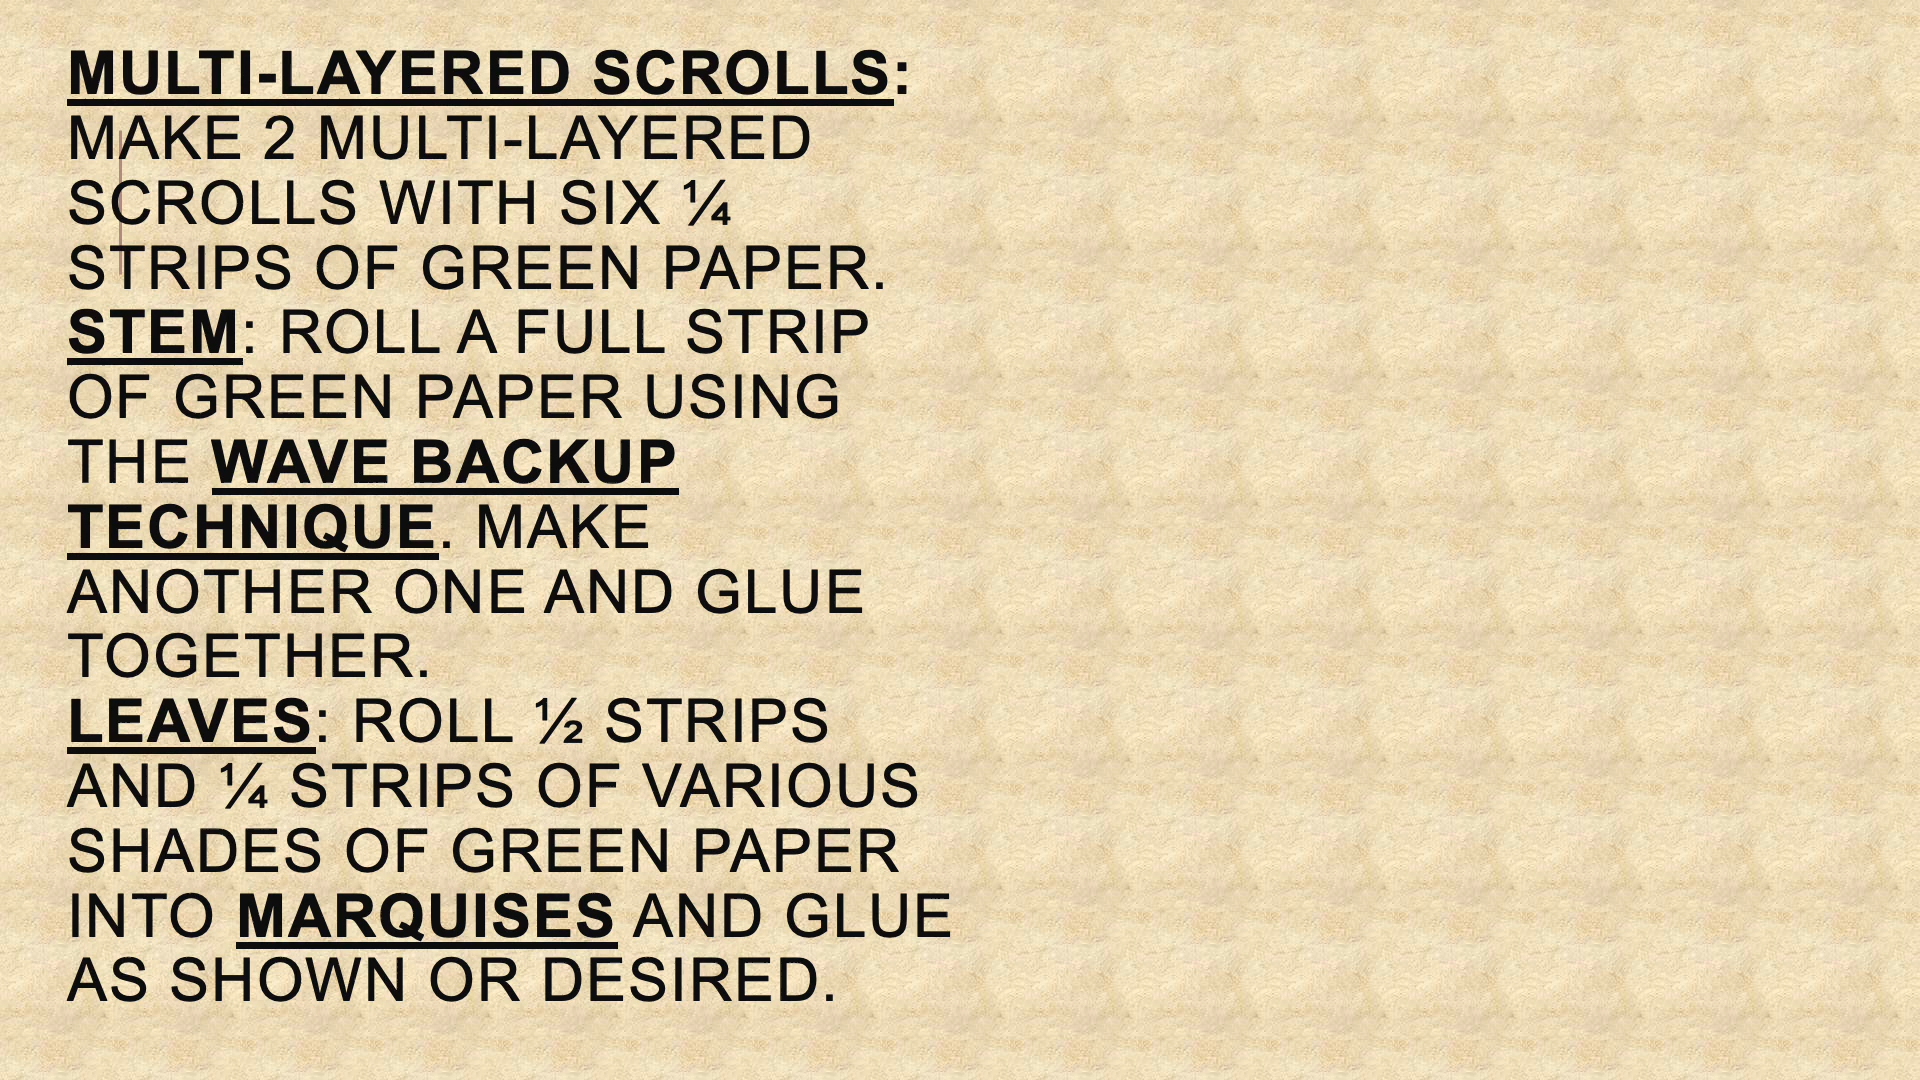 MULTI-LAYERED SCROLLS:
MAKE 2 MULTI-LAYERED
SCROLLS WITH SIX ¼
STRIPS OF GREEN PAPER.
STEM: ROLL A FULL STRIP
OF GREEN PAPER USING
THE WAVE BACKUP
TECHNIQUE. MAKE
ANOTHER ONE AND GLUE
TOGETHER.
LEAVES: ROLL ½ STRIPS
AND ¼ STRIPS OF VARIOUS
SHADES OF GREEN PAPER
INTO MARQUISES AND GLUE
AS SHOWN OR DESIRED.